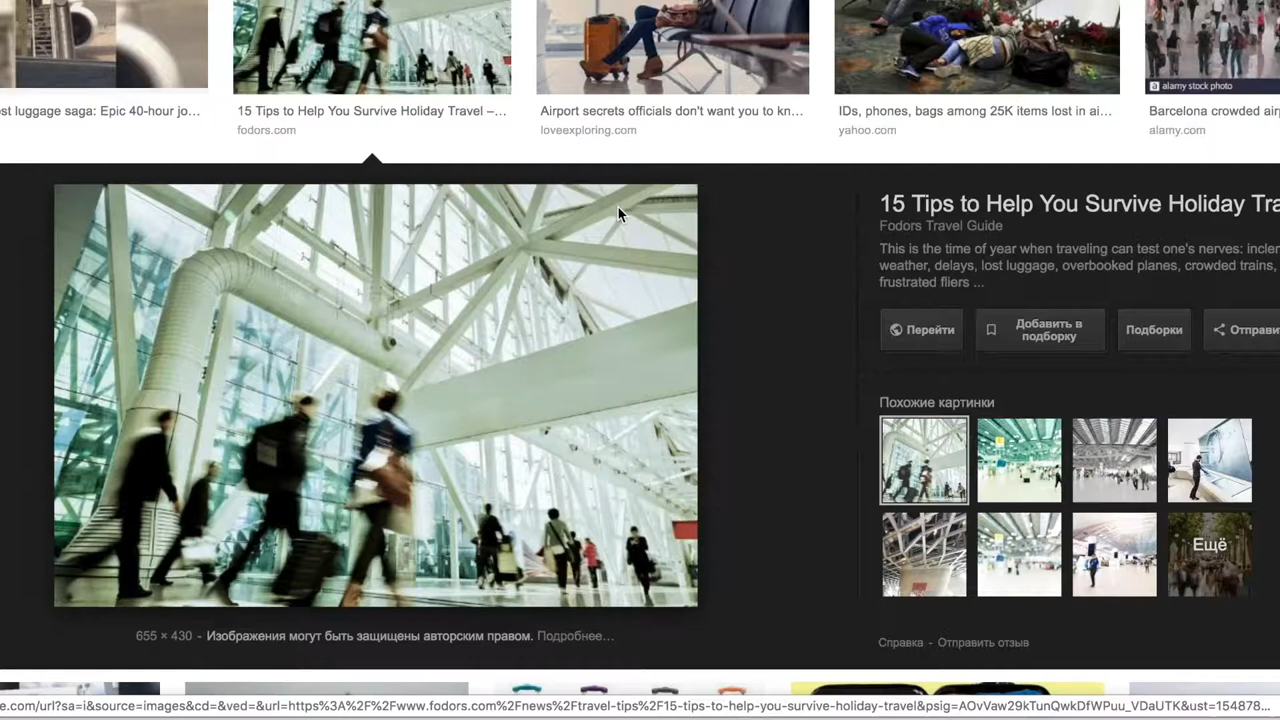 ost luggage saga: Epic 40-hour jo...
15 Tips to Help You Survive Holiday Travel –...
fodors.com
Airport secrets officials don't want you to kn...
loveexploring.com
IDs, phones, bags among 25K items lost in ai...
yahoo.com
alamy stock photo
Barcelona crowded air
alamy.com
15 Tips to Help You Survive Holiday Tra
Fodors Travel Guide
This is the time of year when traveling can test one's nerves: inclem
weather, delays, lost luggage, overbooked planes, crowded trains,
frustrated fliers ...
Перейти
Добавить в
подборку
Подборки
Отправи
Похожие картинки
Ещё
655 × 430 - Изображения могут быть защищены авторским правом. Подробнее...
Справка - Отправить отзыв
e.com/url?sa=i&source=images&cd=&ved=&url=https%3A%2F%2Fwww.fodors.com%2Fnews%2Ftravel-tips%2F15-tips-to-help-you-survive-holiday-travel&psig=AOvVaw29kTunQwkDfWPuu_VDaUTK&ust=154878...